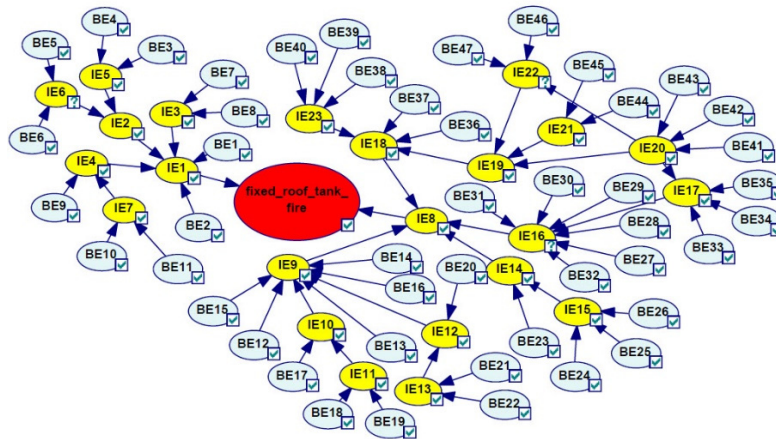 BE46
BE4
BE39
BE40
BE47
BE5
BE3
BE45
IE22
IE5
BE7
BE38
BE43
IE6
BE37
BE44
BE42
IE3
BE8
IE23
IE2
BE36
IE21
BE6
IE18
IE20
BE41
BE1
IE4
IE1
IE19
BE30
BE29
BE35
fixed_roof_tank_
fire
BE31
IE17
BE9
IE7
IE8
BE28
BE34
BE2
IE16
BE10
BE33
BE14
BE27
BE11
IE9
BE20
IE14
BE32
BE16
BE15
IE15
BE26
IE10
IE12
BE12
BE13
BE23
BE25
BE21
BE24
BE17
IE11
IE13
BE22
BE18
BE19